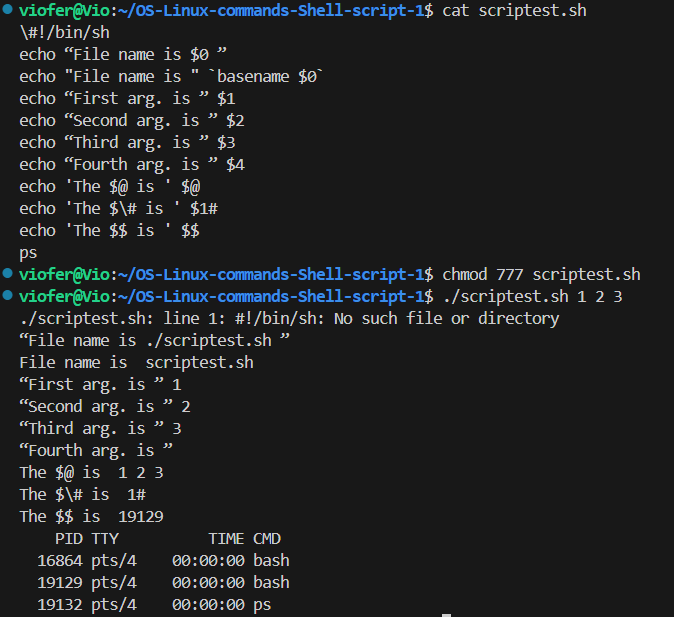 viofer@Vio:~/OS-Linux-commands-Shell-script-1$ cat scriptest.sh
\#!/bin/sh
echo “File name is $0 ”
echo "File name is " `basename $0`
echo “First arg. is ” $1
echo “Second arg. is ” $2
echo “Third arg. is ” $3
echo “Fourth arg. is ” $4
echo 'The $@ is ' $@
echo 'The $\# is ' $1#
echo 'The $$ is ' $$
ps
viofer@Vio:~/OS-Linux-commands-Shell-script-1$ chmod 777 scriptest.sh
viofer@Vio:~/OS-Linux-commands-Shell-script-1$ ./scriptest.sh 1 2 3
./scriptest.sh: line 1: #!/bin/sh: No such file or directory
“File name is ./scriptest.sh ”
File name is  scriptest.sh
“First arg. is ” 1
“Second arg. is ” 2
“Third arg. is ” 3
“Fourth arg. is ”
The $@ is  1 2 3
The $\# is  1#
The $$ is  19129
    PID TTY          TIME CMD
  16864 pts/4    00:00:00 bash
  19129 pts/4    00:00:00 bash
  19132 pts/4    00:00:00 ps